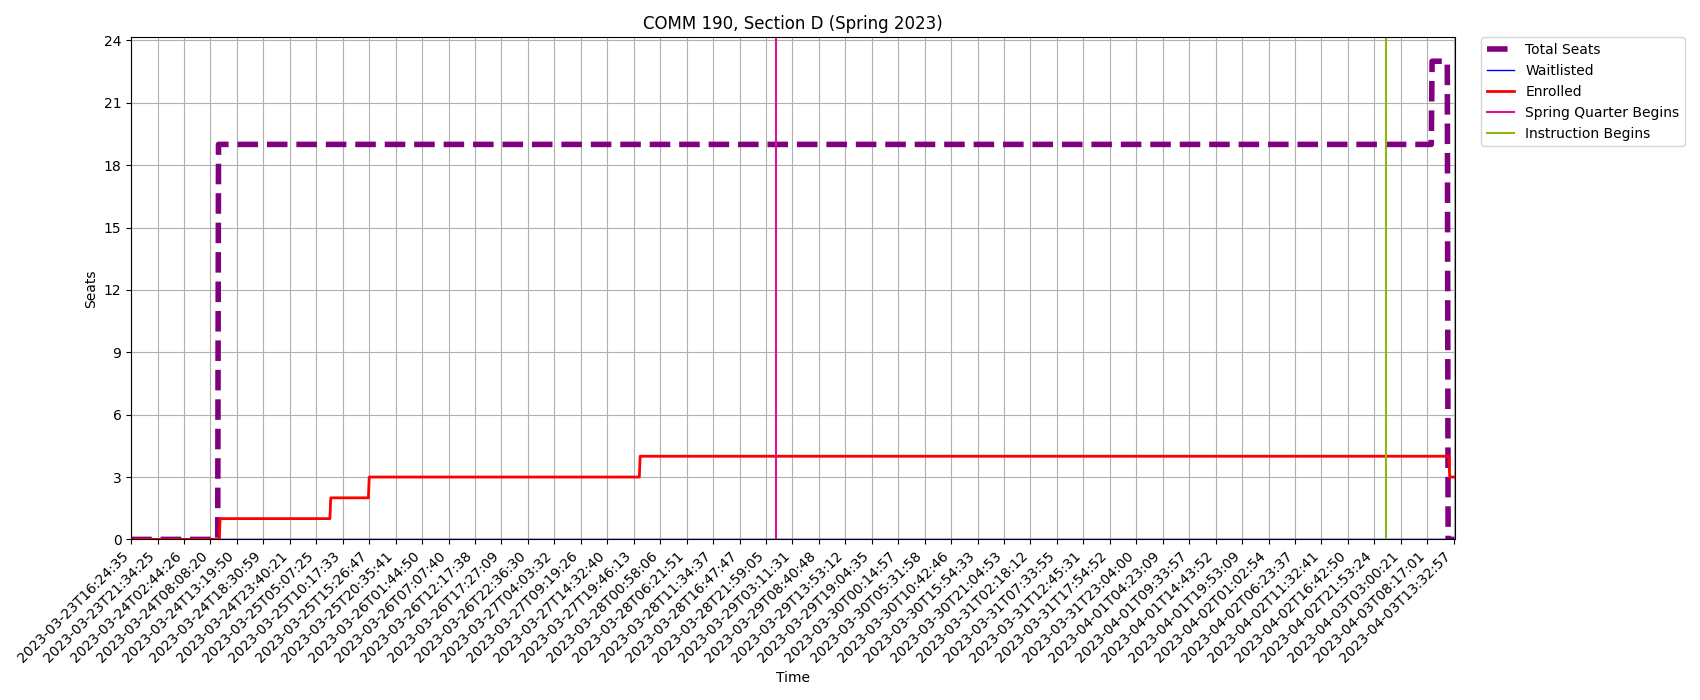 COMM 190, Section D (Spring 2023)
24
21
18
15
12
9
6
3
0
Seats
2023-03-23T16:24:35
2023-03-23T21:34:25
2023-03-24T02:44:26
2023-03-24T08:08:20
2023-03-24T13:19:50
2023-03-24T18:30:59
2023-03-24T23:40:21
2023-03-25T05:07:25
2023-03-25T10:17:33
2023-03-25T15:26:47
2023-03-25T20:35:41
2023-03-26T01:44:50
2023-03-26T07:07:40
2023-03-26T12:17:38
2023-03-26T17:27:09
2023-03-26T22:36:30
2023-03-27T04:03:32
2023-03-27T09:19:26
2023-03-27T14:32:40
2023-03-27T19:46:13
2023-03-28T00:58:06
2023-03-28T06:21:51
2023-03-28T11:34:37
2023-03-28T16:47:47
2023-03-28T21:59:05
2023-03-29T03:11:31
2023-03-29T08:40:48
2023-03-29T13:53:12
2023-03-29T19:04:35
2023-03-30T00:14:57
2023-03-30T05:31:58
2023-03-30T10:42:46
2023-03-30T15:54:33
2023-03-30T21:04:53
2023-03-31T02:18:12
2023-03-31T07:33:55
2023-03-31T12:45:31
2023-03-31T17:54:52
2023-03-31T23:04:00
2023-04-01T04:23:09
2023-04-01T09:33:57
2023-04-01T14:43:52
2023-04-01T19:53:09
2023-04-02T01:02:54
2023-04-02T06:23:37
2023-04-02T11:32:41
2023-04-02T16:42:50
2023-04-02T21:53:24
2023-04-03T03:00:21
2023-04-03T08:17:01
2023-04-03T13:32:57
Time
Total Seats
Waitlisted
Enrolled
Spring Quarter Begins
Instruction Begins